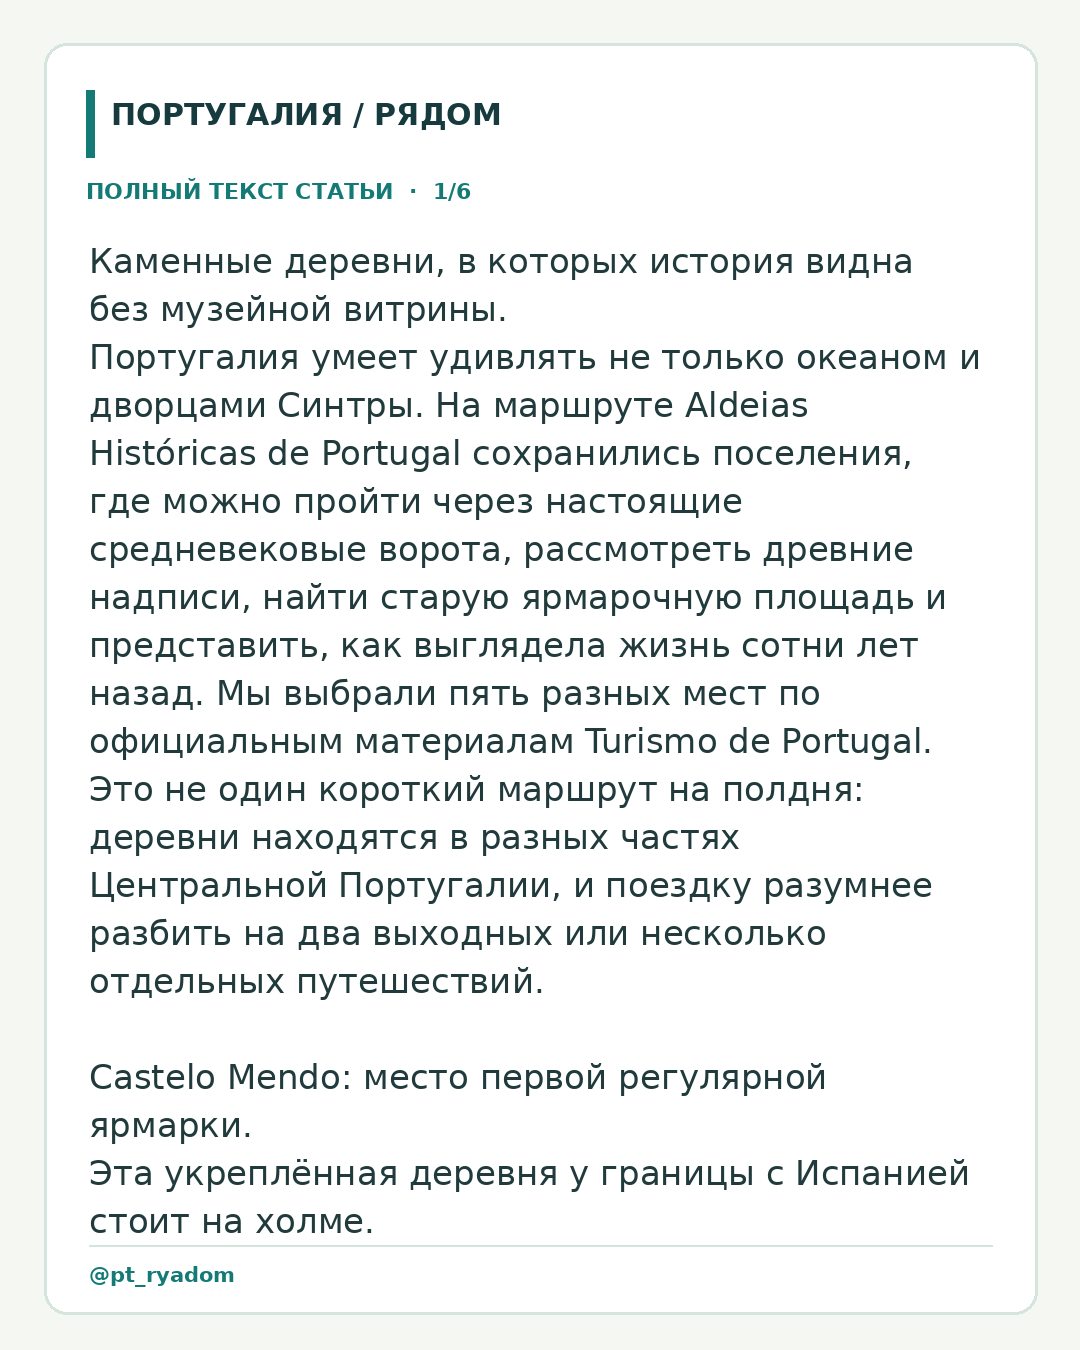 ПОРТУГАЛИЯ / РЯДОМ
ПОЛНЫЙ ТЕКСТ СТАТЬИ · 1/6
Каменные деревни, в которых история видна
без музейной витрины.
Португалия умеет удивлять не только океаном и
дворцами Синтры. На маршруте Aldeias
Históricas de Portugal сохранились поселения,
где можно пройти через настоящие
средневековые ворота, рассмотреть древние
надписи, найти старую ярмарочную площадь и
представить, как выглядела жизнь сотни лет
назад. Мы выбрали пять разных мест по
официальным материалам Turismo de Portugal.
Это не один короткий маршрут на полдня:
деревни находятся в разных частях
Центральной Португалии, и поездку разумнее
разбить на два выходных или несколько
отдельных путешествий.
Castelo Mendo: место первой регулярной
ярмарки.
Эта укреплённая деревня у границы с Испанией
стоит на холме.
@pt_ryadom